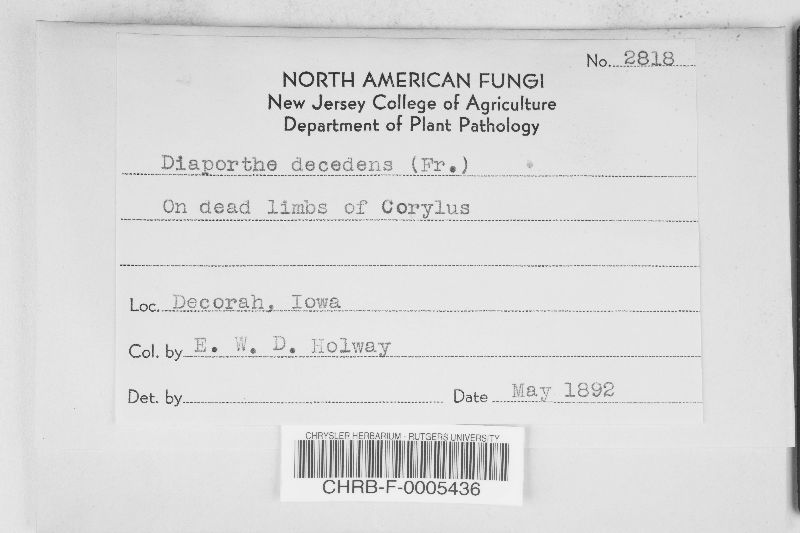 No. 2818
NORTH AMERICAN FUNGI
New Jersey College of Agriculture
Department of Plant Pathology
Diaporthe decedens (Fr.)
On dead limbs of Corylus
Loc. Decorah, Iowa
Col. by E. W. D. Holway
Det. by
Date May 1892
CHRYSLER HERBARIUM - RUTGERS UNIVERSITY
CHRB-F-0005436